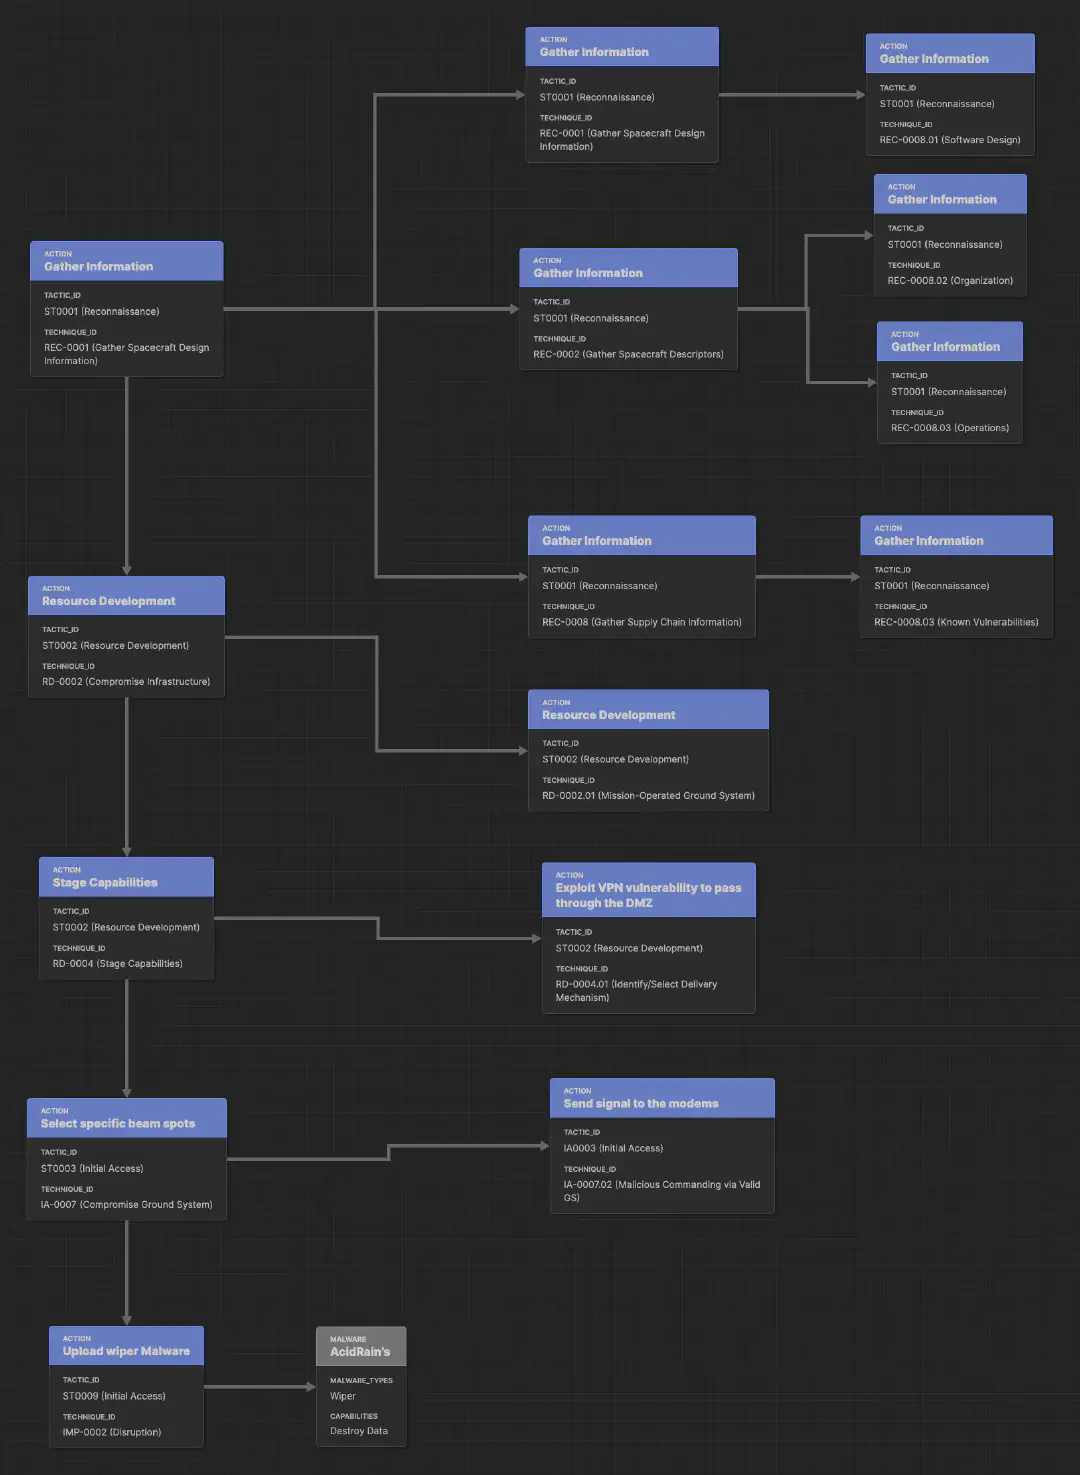 ACTION
Gather Information
TACTIC_ID
ST0001 (Reconnaissance)
TECHNIQUE_ID
REC-0001 (Gather Spacecraft Design
Information)
ACTION
Gather Information
TACTIC_ID
ST0001 (Reconnaissance)
TECHNIQUE_ID
REC-0008.01 (Software Design)
ACTION
Gather Information
TACTIC_ID
ST0001 (Reconnaissance)
TECHNIQUE_ID
REC-0008.02 (Organization)
ACTION
Gather Information
TACTIC_ID
ST0001 (Reconnaissance)
TECHNIQUE_ID
REC-0001 (Gather Spacecraft Design
Information)
ACTION
Gather Information
TACTIC_ID
ST0001 (Reconnaissance)
TECHNIQUE_ID
REC-0002 (Gather Spacecraft Descriptors)
ACTION
Gather Information
TACTIC_ID
ST0001 (Reconnaissance)
TECHNIQUE_ID
REC-0008.03 (Operations)
ACTION
Gather Information
TACTIC_ID
ST0001 (Reconnaissance)
TECHNIQUE_ID
REC-0008 (Gather Supply Chain Information)
ACTION
Gather Information
TACTIC_ID
ST0001 (Reconnaissance)
TECHNIQUE_ID
REC-0008.03 (Known Vulnerabilities)
ACTION
Resource Development
TACTIC_ID
ST0002 (Resource Development)
TECHNIQUE_ID
RD-0002 (Compromise Infrastructure)
ACTION
Resource Development
TACTIC_ID
ST0002 (Resource Development)
TECHNIQUE_ID
RD-0002.01 (Mission-Operated Ground System)
ACTION
Stage Capabilities
TACTIC_ID
ST0002 (Resource Development)
TECHNIQUE_ID
RD-0004 (Stage Capabilities)
ACTION
Exploit VPN vulnerability to pass
through the DMZ
TACTIC_ID
ST0002 (Resource Development)
TECHNIQUE_ID
RD-0004.01 (Identify/Select Delivery
Mechanism)
ACTION
Select specific beam spots
TACTIC_ID
ST0003 (Initial Access)
TECHNIQUE_ID
IA-0007 (Compromise Ground System)
ACTION
Send signal to the modems
TACTIC_ID
IA0003 (Initial Access)
TECHNIQUE_ID
IA-0007.02 (Malicious Commanding via Valid
GS)
ACTION
Upload wiper Malware
TACTIC_ID
ST0009 (Initial Access)
TECHNIQUE_ID
IMP-0002 (Disruption)
MALWARE
AcidRain's
MALWARE_TYPES
Wiper
CAPABILITIES
Destroy Data